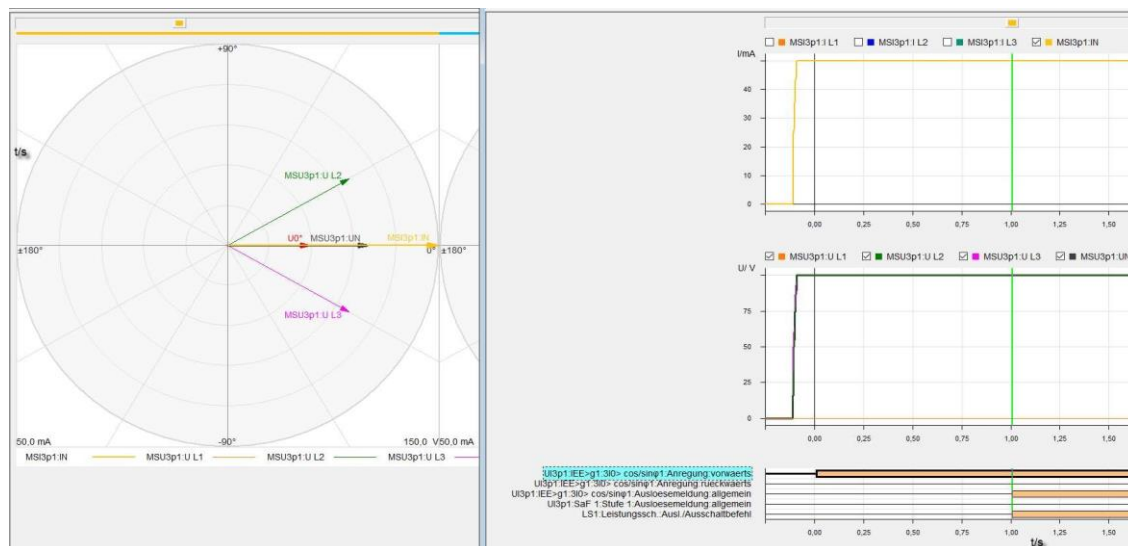 +90°
MSU3p1:U L2
t/s
U0° MSU3p1:UN MSI3p1:IN
±180° 0° ±180°
MSU3p1:U L3
-90°
50,0 mA 150,0 V 50,0 mA
MSI3p1:IN MSU3p1:U L1 MSU3p1:U L2 MSU3p1:U L3
MSI3p1:I L1 MSI3p1:I L2 MSI3p1:I L3 MSI3p1:IN
I/mA
40
30
20
10
0
0,00 0,25 0,50 0,75 1,00 1,25 1,50
MSU3p1:U L1 MSU3p1:U L2 MSU3p1:U L3 MSU3p1:UN
U/ V
75
50
25
0
0,00 0,25 0,50 0,75 1,00 1,25 1,50
UI3p1:IEE>g1:3I0> cos/sinφ1:Anregung:vorwaerts
UI3p1:IEE>g1:3I0> cos/sinφ1:Anregung:rueckwaerts
UI3p1:IEE>g1:3I0> cos/sinφ1:Ausloesemeldung:allgemein
UI3p1:SaF 1:Stufe 1:Ausloesemeldung:allgemein
LS1:Leistungssch.:Ausl./Ausschaltbefehl
0,00 0,25 0,50 0,75 1,00 1,25 1,50
t/s